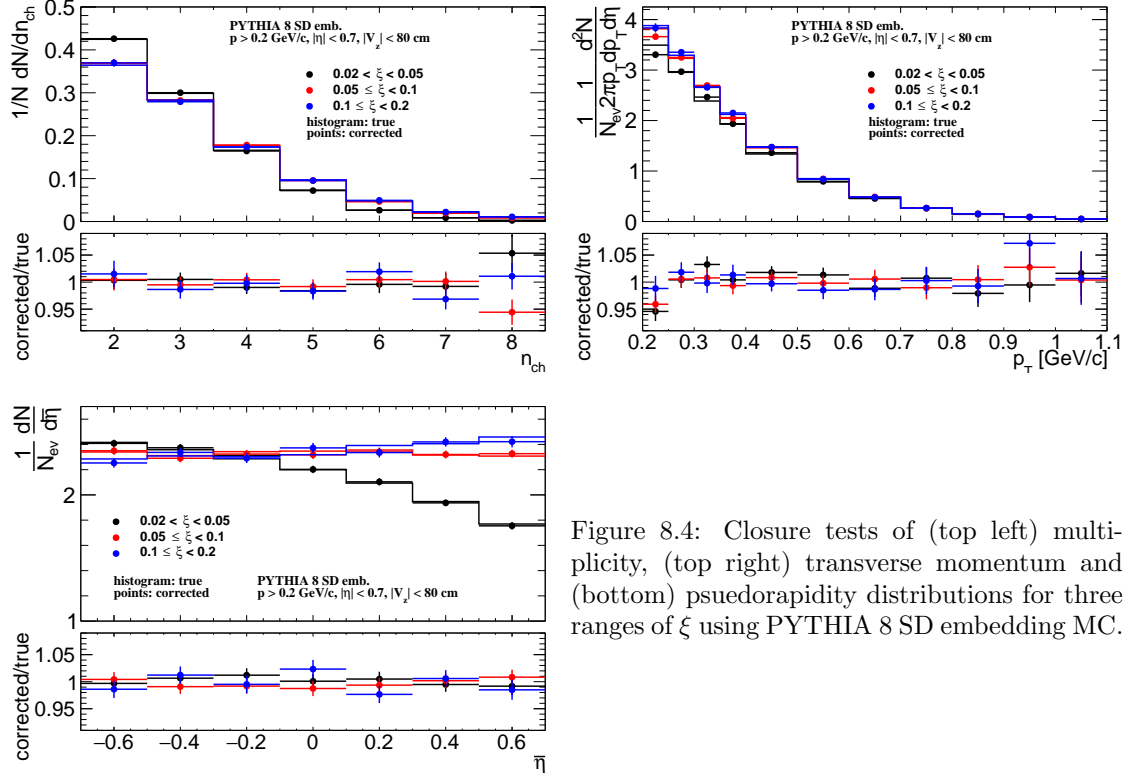 1/N dN/dn_ch
0.5
0.4
0.3
0.2
0.1
0
PYTHIA 8 SD emb.
p > 0.2 GeV/c, |η| < 0.7, |V_z| < 80 cm
0.02 < ξ < 0.05
0.05 ≤ ξ < 0.1
0.1 ≤ ξ < 0.2
histogram: true
points: corrected
corrected/true
1.05
1
0.95
2 3 4 5 6 7 8
n_ch
1/N_ev 2πp_T d²N/dp_T dη
4
3
2
1
0
PYTHIA 8 SD emb.
p > 0.2 GeV/c, |η| < 0.7, |V_z| < 80 cm
0.02 < ξ < 0.05
0.05 ≤ ξ < 0.1
0.1 ≤ ξ < 0.2
histogram: true
points: corrected
corrected/true
1.05
1
0.95
0.2 0.3 0.4 0.5 0.6 0.7 0.8 0.9 1 1.1
p_T [GeV/c]
1/N_ev dN/dη̄
2
1
0.02 < ξ < 0.05
0.05 ≤ ξ < 0.1
0.1 ≤ ξ < 0.2
histogram: true
points: corrected
PYTHIA 8 SD emb.
p > 0.2 GeV/c, |η| < 0.7, |V_z| < 80 cm
corrected/true
1.05
1
0.95
−0.6 −0.4 −0.2 0 0.2 0.4 0.6
η̄
Figure 8.4: Closure tests of (top left) multi-
plicity, (top right) transverse momentum and
(bottom) psuedorapidity distributions for three
ranges of ξ using PYTHIA 8 SD embedding MC.